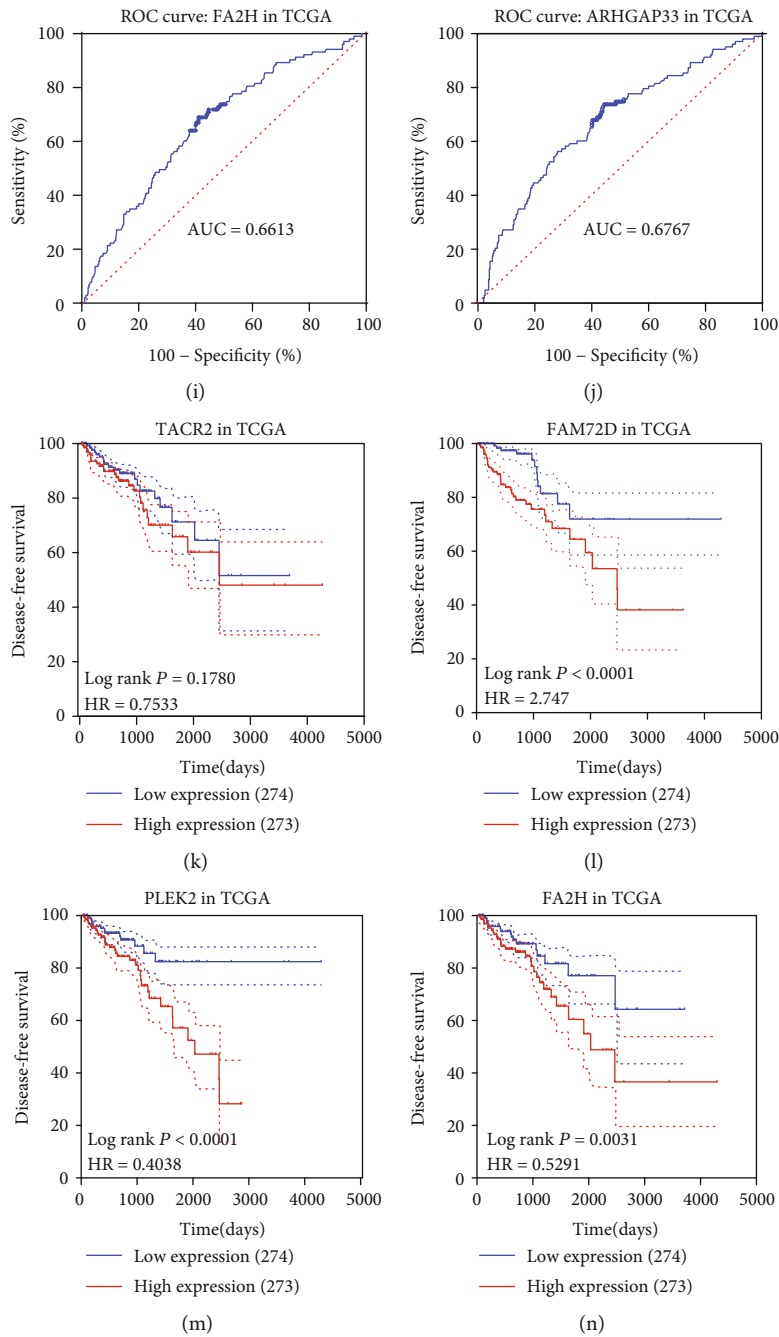 ROC curve: FA2H in TCGA
100
80
60
40
20
0
Sensitivity (%)
AUC = 0.6613
0 20 40 60 80 100
100 − Specificity (%)
(i)
ROC curve: ARHGAP33 in TCGA
100
80
60
40
20
0
Sensitivity (%)
AUC = 0.6767
0 20 40 60 80 100
100 − Specificity (%)
(j)
TACR2 in TCGA
100
80
60
40
20
0
Disease-free survival
Log rank P = 0.1780
HR = 0.7533
0 1000 2000 3000 4000 5000
Time(days)
Low expression (274)
High expression (273)
(k)
FAM72D in TCGA
100
80
60
40
20
0
Disease-free survival
Log rank P < 0.0001
HR = 2.747
0 1000 2000 3000 4000 5000
Time(days)
Low expression (274)
High expression (273)
(l)
PLEK2 in TCGA
100
80
60
40
20
0
Disease-free survival
Log rank P < 0.0001
HR = 0.4038
0 1000 2000 3000 4000 5000
Time(days)
Low expression (274)
High expression (273)
(m)
FA2H in TCGA
100
80
60
40
20
0
Disease-free survival
Log rank P = 0.0031
HR = 0.5291
0 1000 2000 3000 4000 5000
Time(days)
Low expression (274)
High expression (273)
(n)